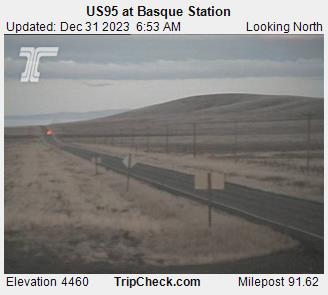 US95 at Basque Station
Updated: Dec 31 2023 6:53 AM Looking North
Elevation 4460 TripCheck.com Milepost 91.62